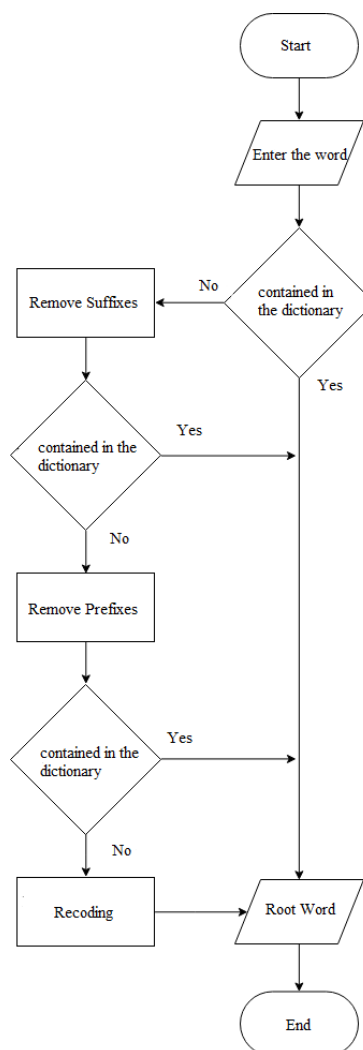 Start
Enter the word
contained in
the dictionary
No
Yes
Remove Suffixes
contained in the
dictionary
Yes
No
Remove Prefixes
contained in the
dictionary
Yes
No
Recoding
Root Word
End